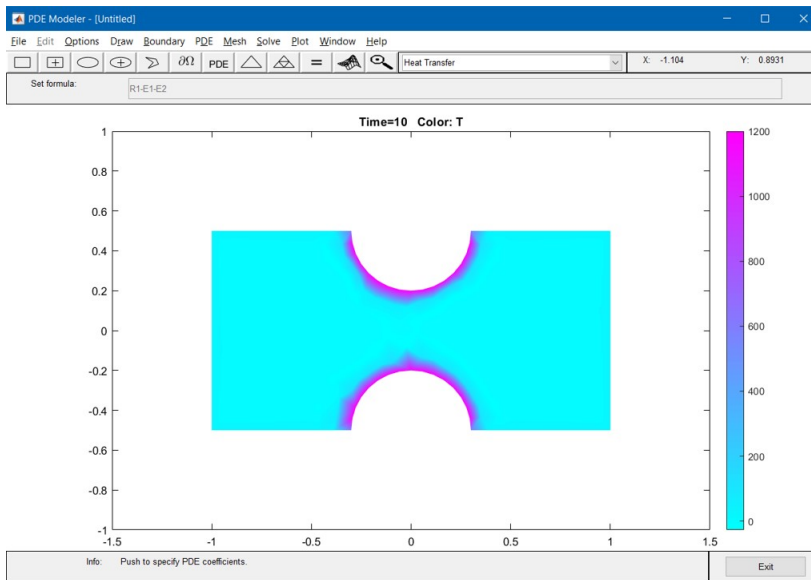 PDE Modeler - [Untitled]
File Edit Options Draw Boundary PDE Mesh Solve Plot Window Help
∂Ω PDE = Heat Transfer X: -1.104 Y: 0.8931
Set formula: R1-E1-E2
Time=10 Color: T
1
0.8
0.6
0.4
0.2
0
-0.2
-0.4
-0.6
-0.8
-1
-1.5 -1 -0.5 0 0.5 1 1.5
1200
1000
800
600
400
200
0
Info: Push to specify PDE coefficients. Exit